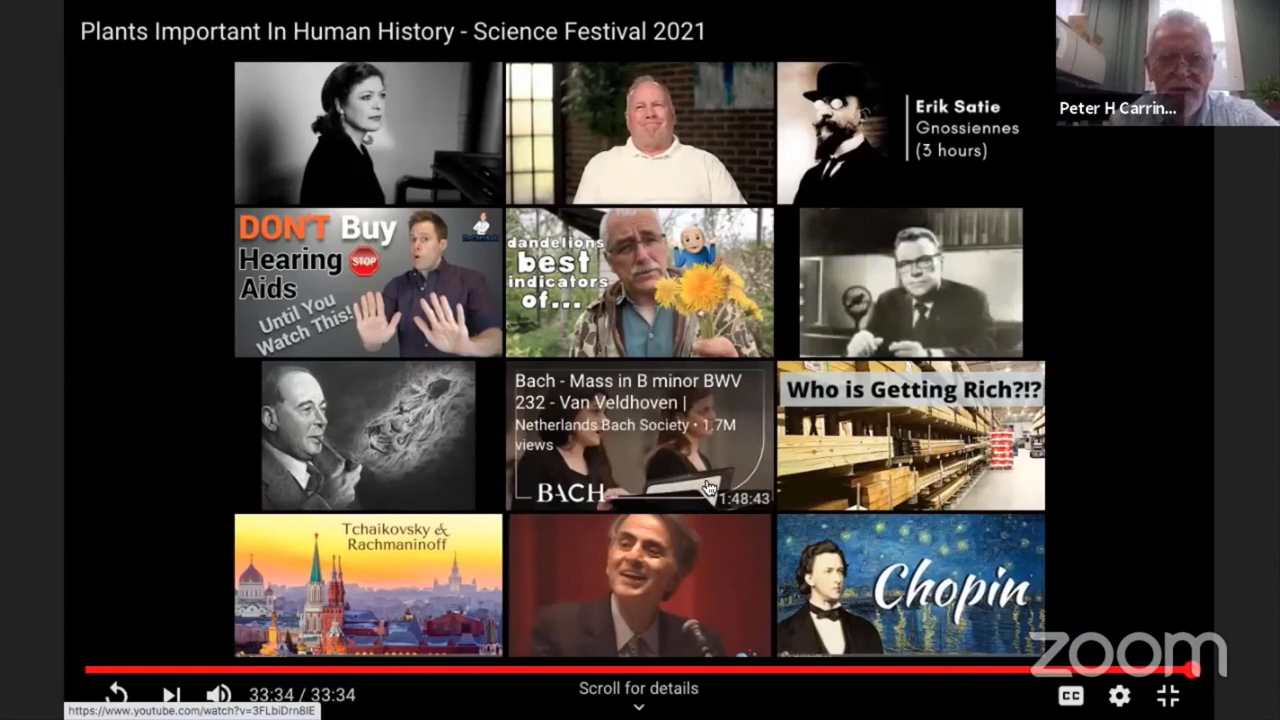 Plants Important In Human History - Science Festival 2021
Peter H Carrin...
Erik Satie
Gnossiennes
(3 hours)
DON'T Buy
Hearing
STOP
Aids
Until You
Watch This!
dandelions
best
indicators
of...
Bach - Mass in B minor BWV
232 - Van Veldhoven |
Netherlands Bach Society • 1.7M
views
BACH
1:48:43
Who is Getting Rich?!?
Tchaikovsky &
Rachmaninoff
Chopin
zoom
33:34 / 33:34
Scroll for details
CC
https://www.youtube.com/watch?v=3FLbiDrn8IE